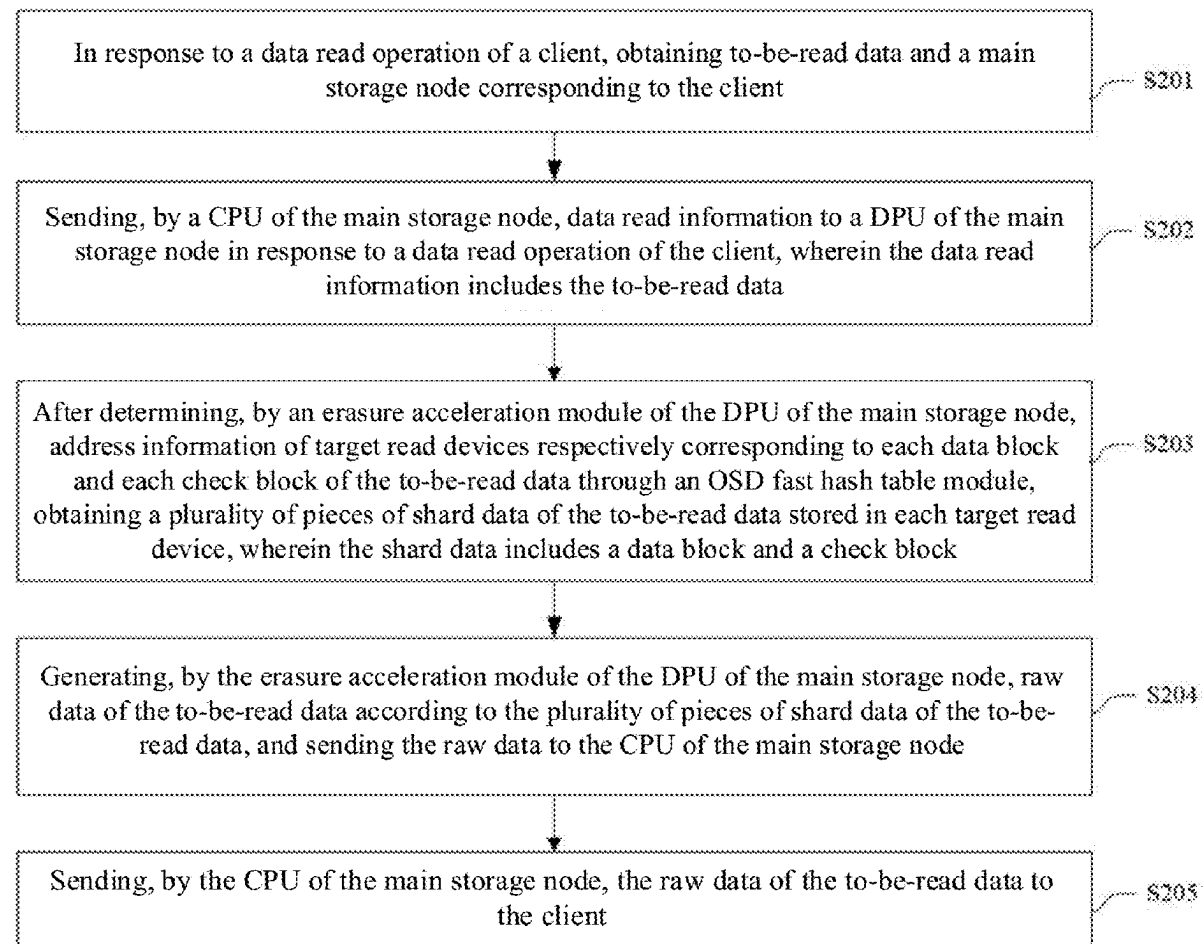 In response to a data read operation of a client, obtaining to-be-read data and a main
storage node corresponding to the client
S201
Sending, by a CPU of the main storage node, data read information to a DPU of the main
storage node in response to a data read operation of the client, wherein the data read
information includes the to-be-read data
S202
After determining, by an erasure acceleration module of the DPU of the main storage node,
address information of target read devices respectively corresponding to each data block
and each check block of the to-be-read data through an OSD fast hash table module,
obtaining a plurality of pieces of shard data of the to-be-read data stored in each target read
device, wherein the shard data includes a data block and a check block
S203
Generating, by the erasure acceleration module of the DPU of the main storage node, raw
data of the to-be-read data according to the plurality of pieces of shard data of the to-be-
read data, and sending the raw data to the CPU of the main storage node
S204
Sending, by the CPU of the main storage node, the raw data of the to-be-read data to
the client
S205